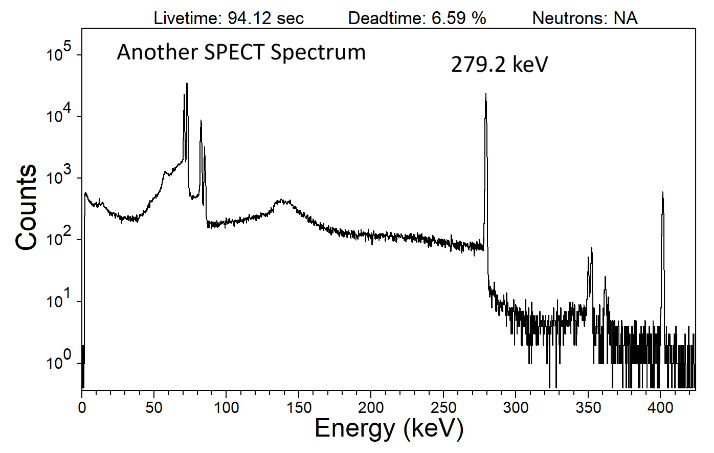 Livetime: 94.12 sec Deadtime: 6.59 % Neutrons: NA
Another SPECT Spectrum
279.2 keV
Counts
10^5
10^4
10^3
10^2
10^1
10^0
0 50 100 150 200 250 300 350 400
Energy (keV)